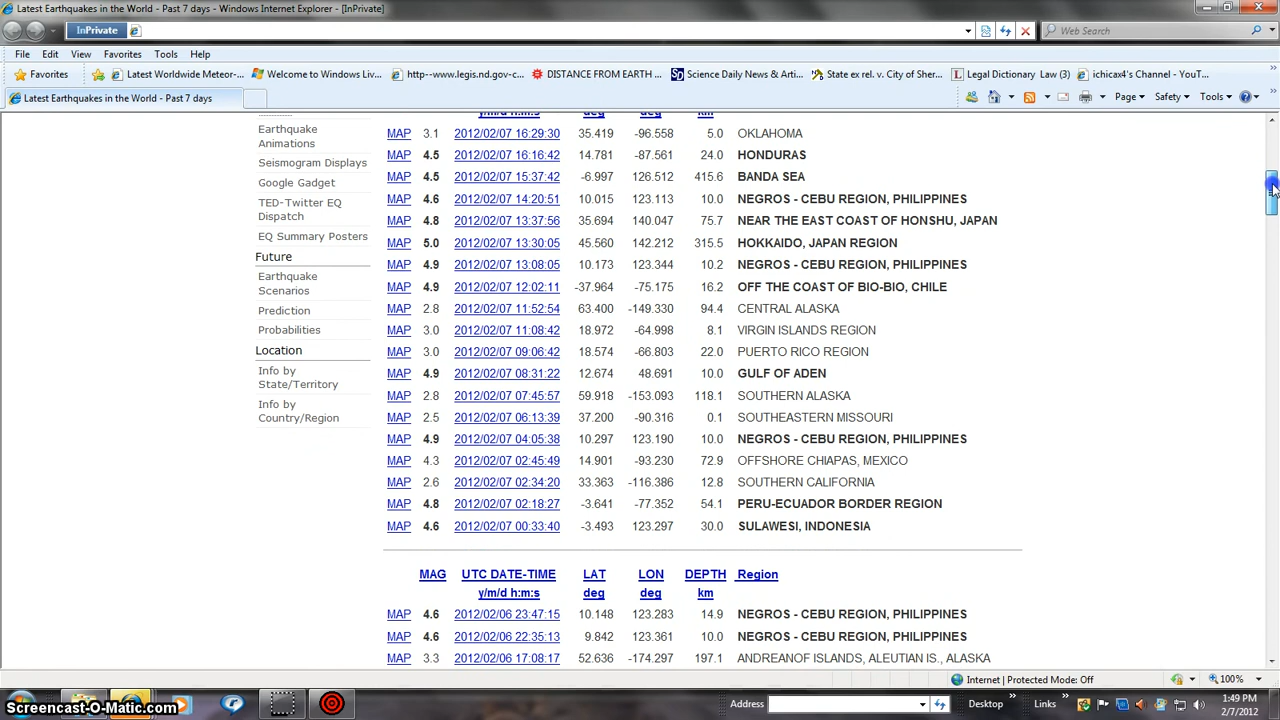 Latest Earthquakes in the World - Past 7 days - Windows Internet Explorer - [InPrivate]
InPrivate
Web Search
File Edit View Favorites Tools Help
Favorites Latest Worldwide Meteor-... Welcome to Windows Liv... http--www.legis.nd.gov-c... DISTANCE FROM EARTH ... Science Daily News & Arti... State ex rel. v. City of Sher... Legal Dictionary Law (3) ichicax4's Channel - YouT...
Latest Earthquakes in the World - Past 7 days
Page Safety Tools
Earthquake
Animations
Seismogram Displays
Google Gadget
TED-Twitter EQ
Dispatch
EQ Summary Posters
Future
Earthquake
Scenarios
Prediction
Probabilities
Location
Info by
State/Territory
Info by
Country/Region
y/m/d h:m:s deg deg km
MAP 3.1 2012/02/07 16:29:30 35.419 -96.558 5.0 OKLAHOMA
MAP 4.5 2012/02/07 16:16:42 14.781 -87.561 24.0 HONDURAS
MAP 4.5 2012/02/07 15:37:42 -6.997 126.512 415.6 BANDA SEA
MAP 4.6 2012/02/07 14:20:51 10.015 123.113 10.0 NEGROS - CEBU REGION, PHILIPPINES
MAP 4.8 2012/02/07 13:37:56 35.694 140.047 75.7 NEAR THE EAST COAST OF HONSHU, JAPAN
MAP 5.0 2012/02/07 13:30:05 45.560 142.212 315.5 HOKKAIDO, JAPAN REGION
MAP 4.9 2012/02/07 13:08:05 10.173 123.344 10.2 NEGROS - CEBU REGION, PHILIPPINES
MAP 4.9 2012/02/07 12:02:11 -37.964 -75.175 16.2 OFF THE COAST OF BIO-BIO, CHILE
MAP 2.8 2012/02/07 11:52:54 63.400 -149.330 94.4 CENTRAL ALASKA
MAP 3.0 2012/02/07 11:08:42 18.972 -64.998 8.1 VIRGIN ISLANDS REGION
MAP 3.0 2012/02/07 09:06:42 18.574 -66.803 22.0 PUERTO RICO REGION
MAP 4.9 2012/02/07 08:31:22 12.674 48.691 10.0 GULF OF ADEN
MAP 2.8 2012/02/07 07:45:57 59.918 -153.093 118.1 SOUTHERN ALASKA
MAP 2.5 2012/02/07 06:13:39 37.200 -90.316 0.1 SOUTHEASTERN MISSOURI
MAP 4.9 2012/02/07 04:05:38 10.297 123.190 10.0 NEGROS - CEBU REGION, PHILIPPINES
MAP 4.3 2012/02/07 02:45:49 14.901 -93.230 72.9 OFFSHORE CHIAPAS, MEXICO
MAP 2.6 2012/02/07 02:34:20 33.363 -116.386 12.8 SOUTHERN CALIFORNIA
MAP 4.8 2012/02/07 02:18:27 -3.641 -77.352 54.1 PERU-ECUADOR BORDER REGION
MAP 4.6 2012/02/07 00:33:40 -3.493 123.297 30.0 SULAWESI, INDONESIA
MAG UTC DATE-TIME LAT LON DEPTH Region
y/m/d h:m:s deg deg km
MAP 4.6 2012/02/06 23:47:15 10.148 123.283 14.9 NEGROS - CEBU REGION, PHILIPPINES
MAP 4.6 2012/02/06 22:35:13 9.842 123.361 10.0 NEGROS - CEBU REGION, PHILIPPINES
MAP 3.3 2012/02/06 17:08:17 52.636 -174.297 197.1 ANDREANOF ISLANDS, ALEUTIAN IS., ALASKA
Internet | Protected Mode: Off 100%
Address Desktop Links 1:49 PM
2/7/2012
Screencast-O-Matic.com